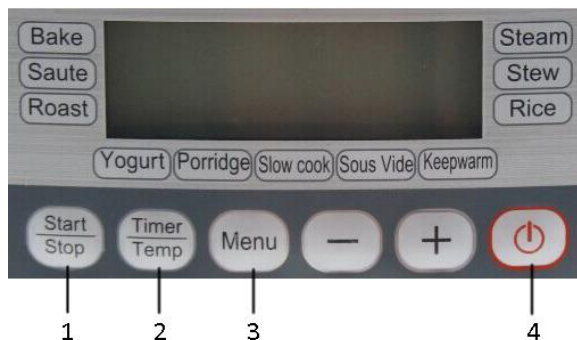 Bake
Saute
Roast
Steam
Stew
Rice
Yogurt Porridge Slow cook Sous Vide Keepwarm
Start
Stop
Timer
Temp
Menu
− +
1 2 3 4